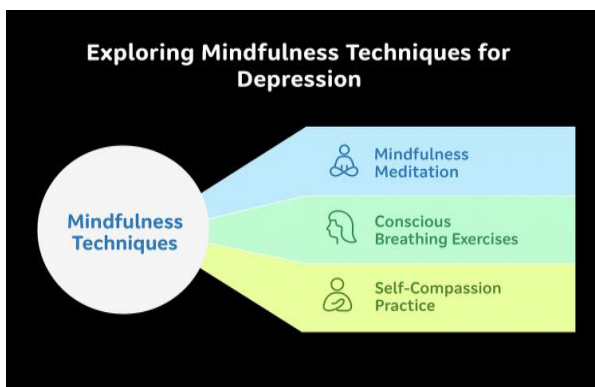 Exploring Mindfulness Techniques for
Depression
Mindfulness
Techniques
Mindfulness
Meditation
Conscious
Breathing Exercises
Self-Compassion
Practice